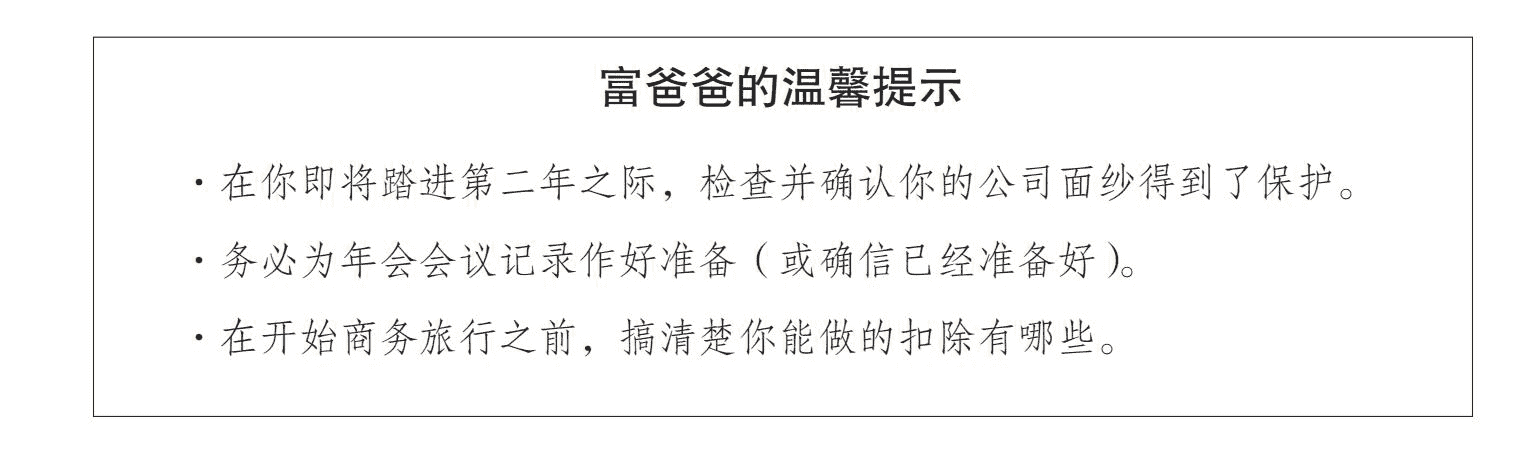 富爸爸的温馨提示
·在你即将踏进第二年之际，检查并确认你的公司面纱得到了保护。
·务必为年会会议记录作好准备（或确信已经准备好）。
·在开始商务旅行之前，搞清楚你能做的扣除有哪些。